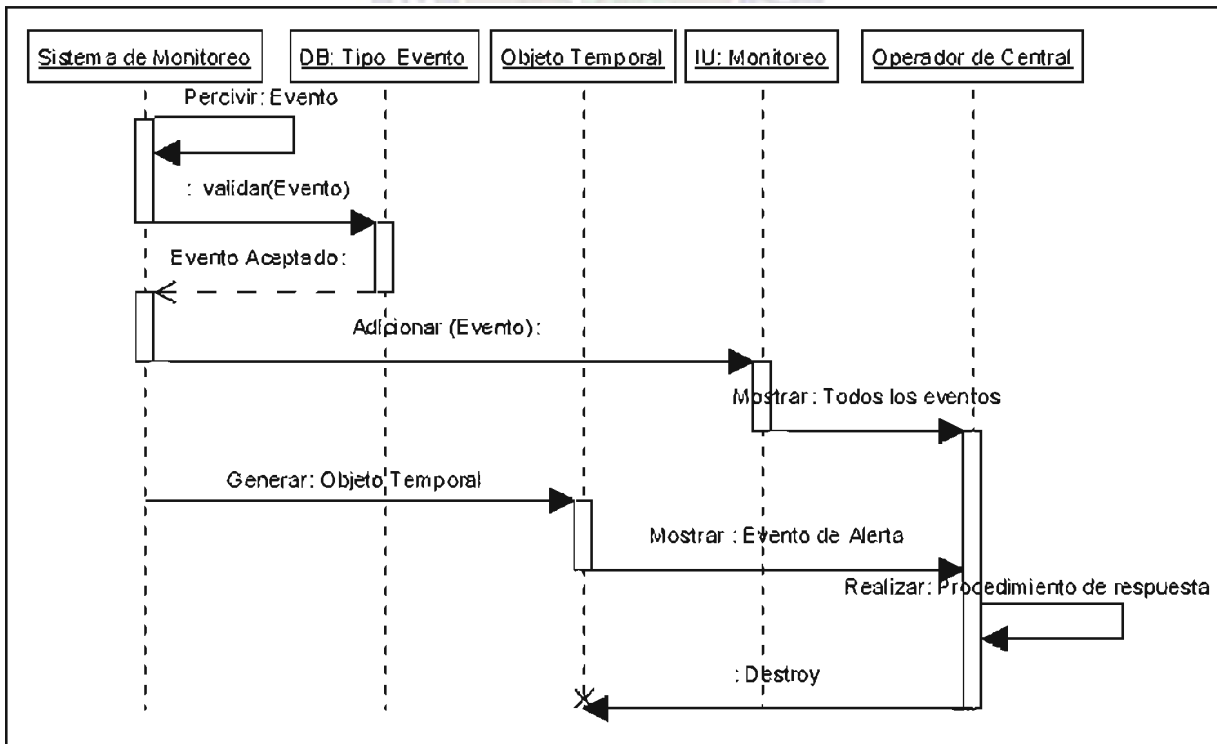 Sistema de Monitoreo
DB: Tipo Evento
Objeto Temporal
IU: Monitoreo
Operador de Central
Percivir: Evento
: validar(Evento)
Evento Aceptado:
Adicionar (Evento):
Mostrar : Todos los eventos
Generar: Objeto Temporal
Mostrar : Evento de Alerta
Realizar: Procedimiento de respuesta
: Destroy